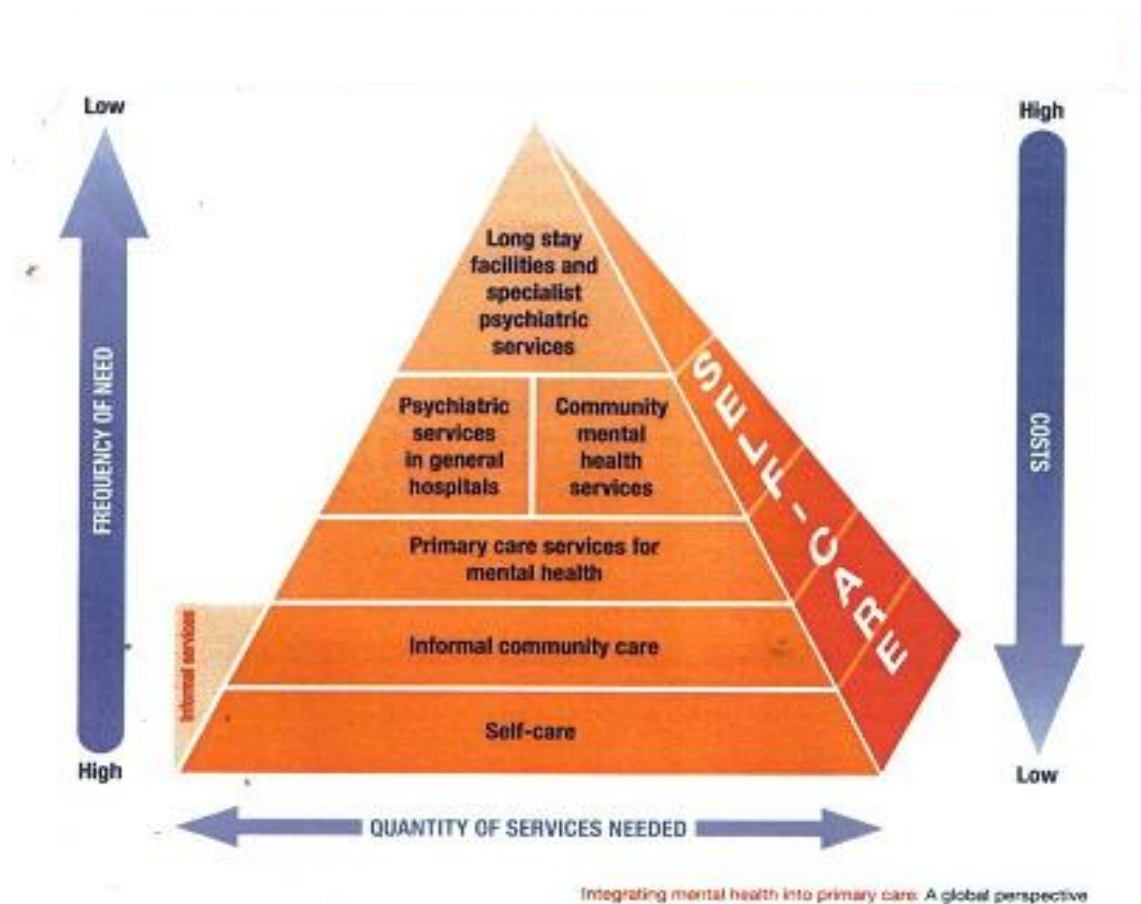 Low
High
Long stay
facilities and
specialist
psychiatric
services
Psychiatric
services
in general
hospitals
Community
mental
health
services
Primary care services for
mental health
Informal community care
Self-care
SELF-CARE
Informal services
FREQUENCY OF NEED
COSTS
High
Low
QUANTITY OF SERVICES NEEDED
Integrating mental health into primary care A global perspective